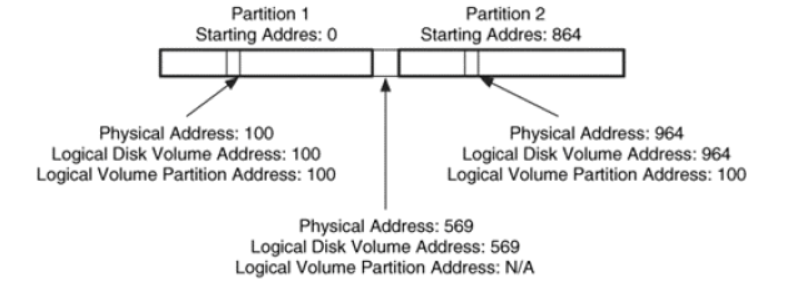 Partition 1
Starting Addres: 0
Partition 2
Starting Addres: 864
Physical Address: 100
Logical Disk Volume Address: 100
Logical Volume Partition Address: 100
Physical Address: 964
Logical Disk Volume Address: 964
Logical Volume Partition Address: 100
Physical Address: 569
Logical Disk Volume Address: 569
Logical Volume Partition Address: N/A